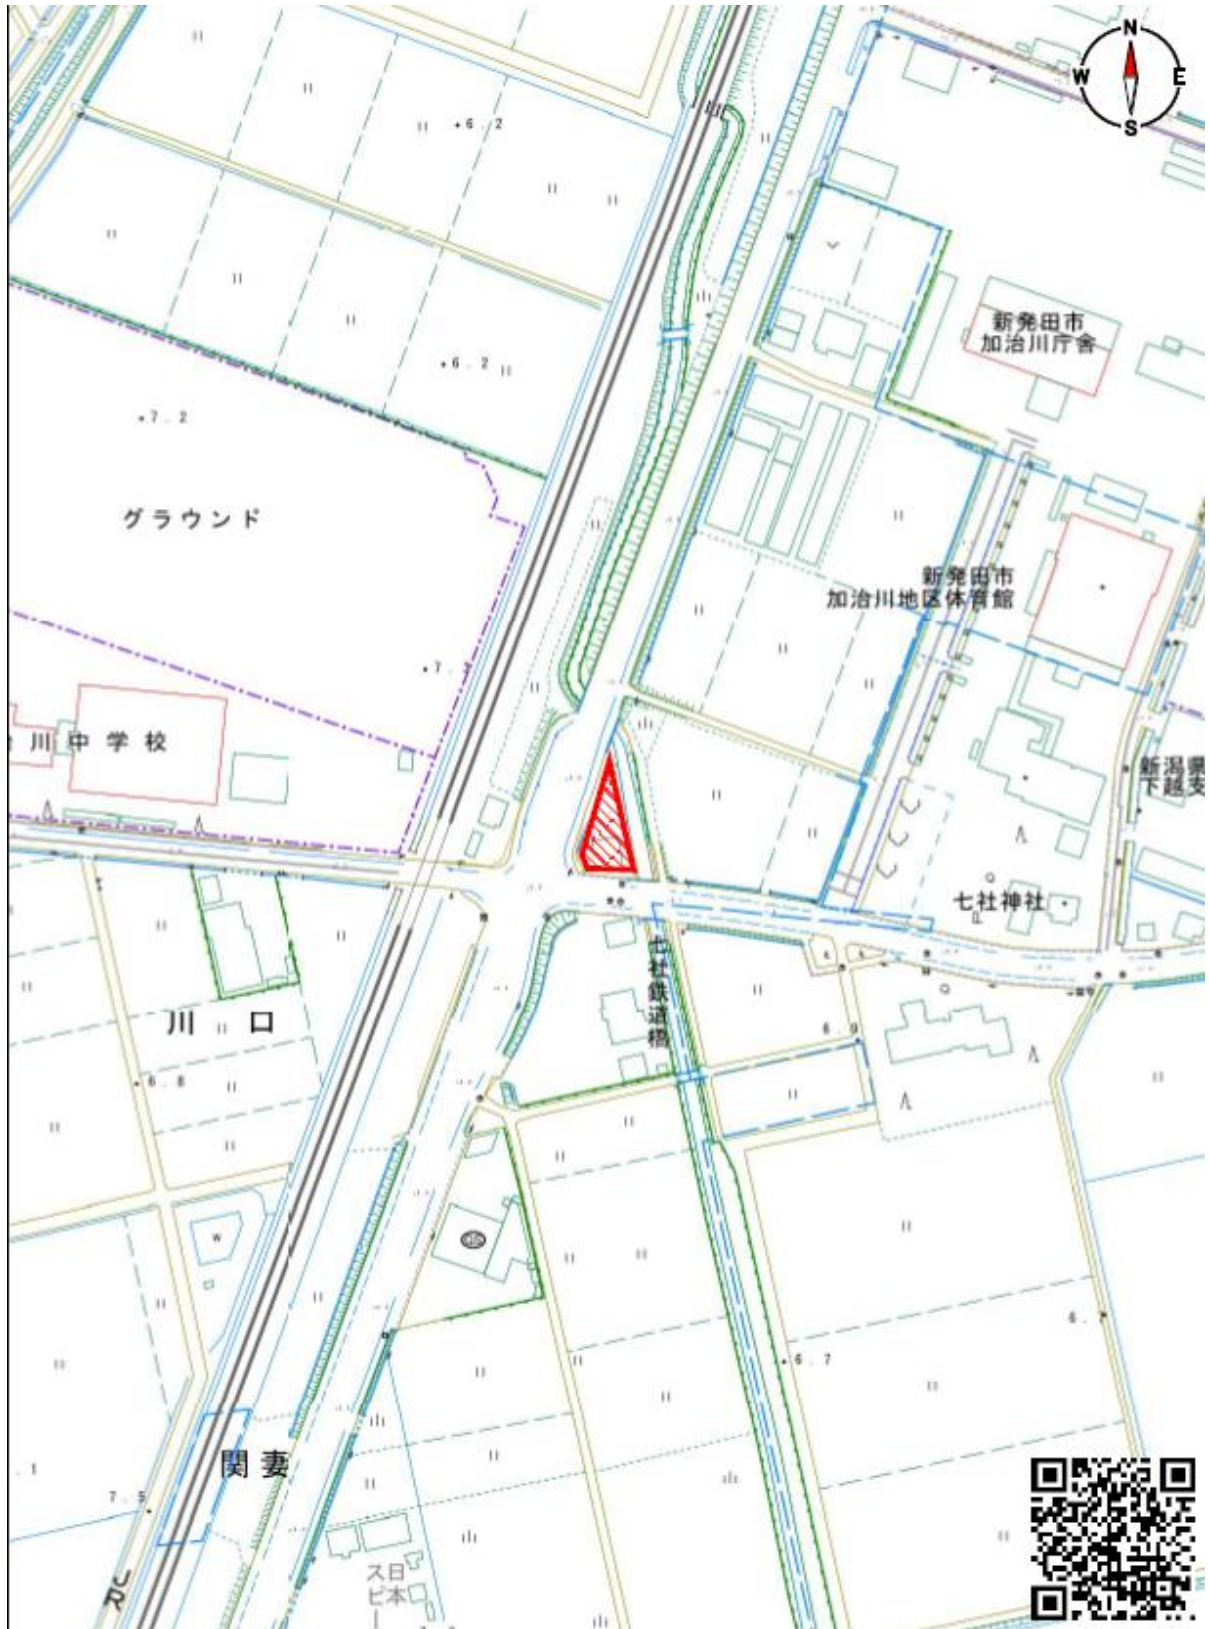 N
W E
S
6.2
新発田市
加治川庁舎
6.2
7.2
グラウンド
新発田市
加治川地区体育館
川中学校
新潟県
下越支
七社神社
七社鉄道橋
川口
6.9
6.8
W
6.7
関妻
7.5
JR
日本
スピー